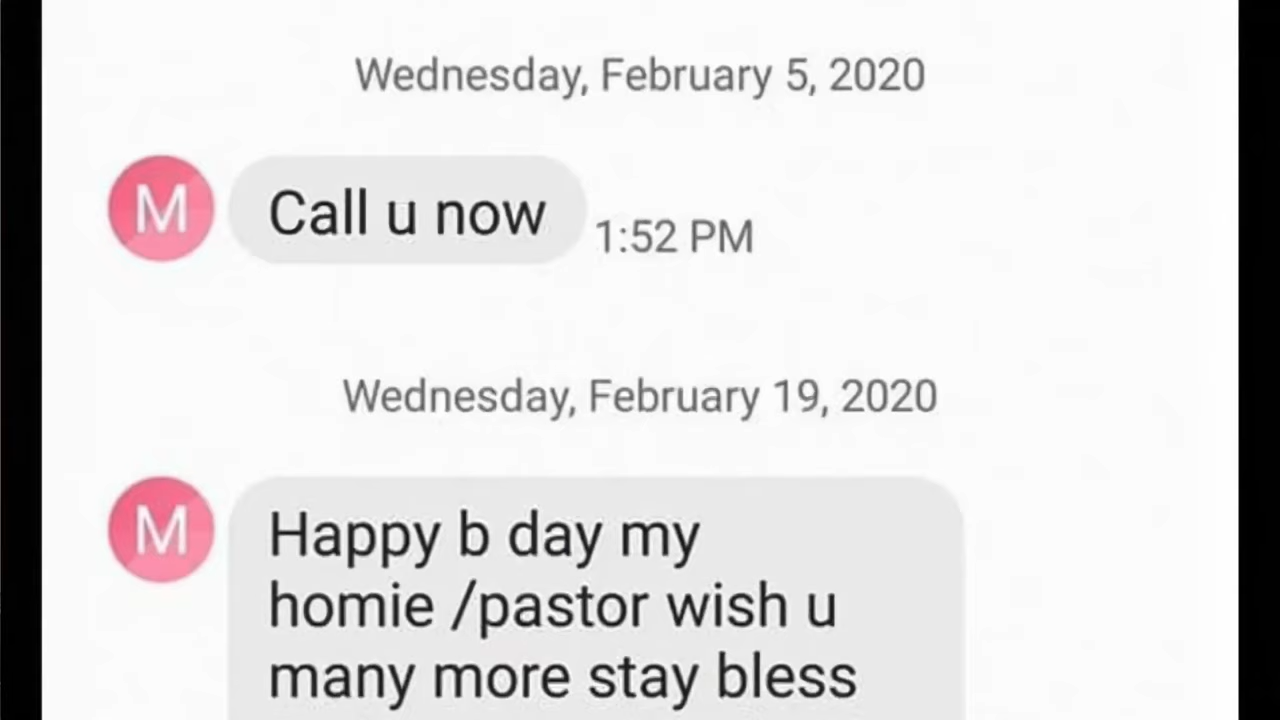 Wednesday, February 5, 2020
M
Call u now
1:52 PM
Wednesday, February 19, 2020
M
Happy b day my
homie /pastor wish u
many more stay bless